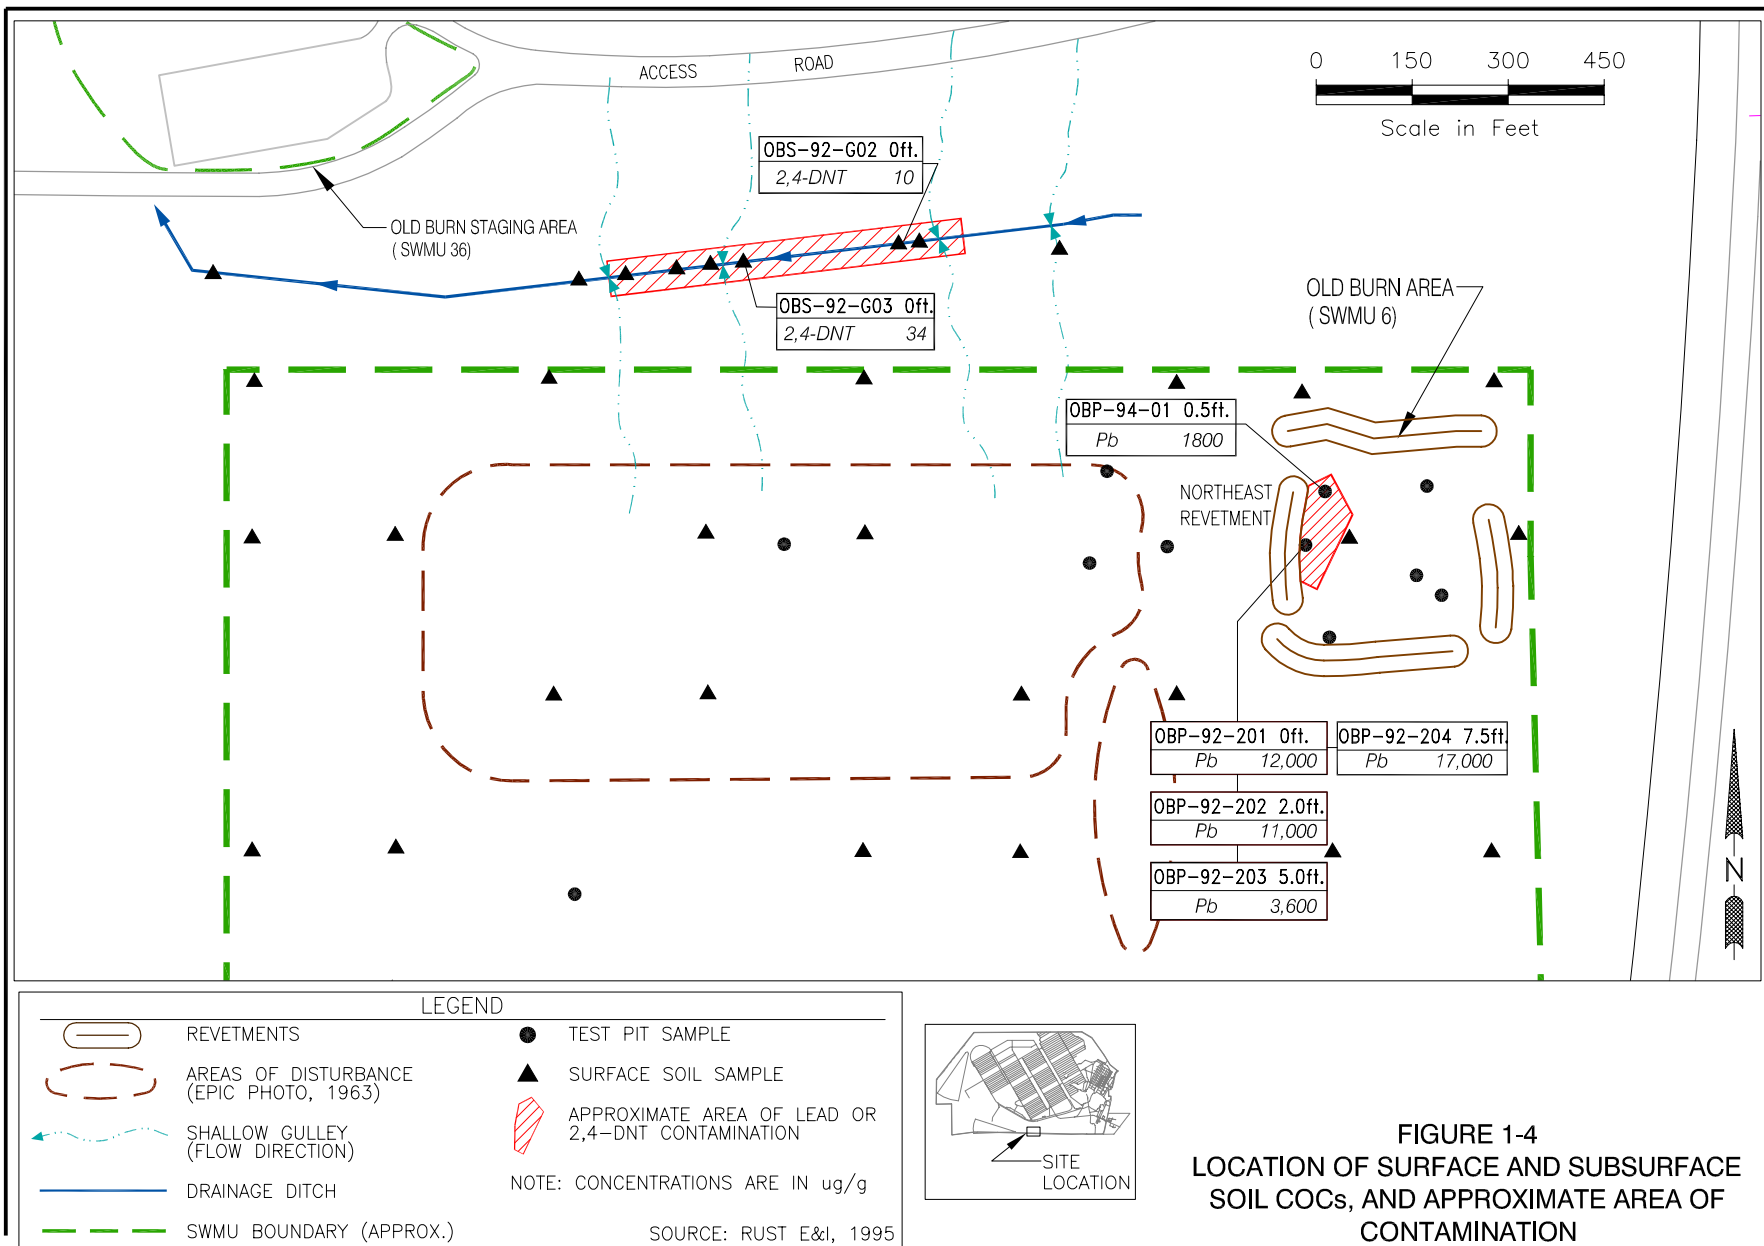 ACCESS ROAD
0 150 300 450
Scale in Feet
OBS-92-G02 0ft.
2,4-DNT 10
OLD BURN STAGING AREA
( SWMU 36)
OBS-92-G03 0ft.
2,4-DNT 34
OLD BURN AREA
( SWMU 6)
OBP-94-01 0.5ft.
Pb 1800
NORTHEAST
REVETMENT
OBP-92-201 0ft.
Pb 12,000
OBP-92-204 7.5ft.
Pb 17,000
OBP-92-202 2.0ft.
Pb 11,000
OBP-92-203 5.0ft.
Pb 3,600
N
LEGEND
REVETMENTS
AREAS OF DISTURBANCE
(EPIC PHOTO, 1963)
SHALLOW GULLEY
(FLOW DIRECTION)
DRAINAGE DITCH
SWMU BOUNDARY (APPROX.)
TEST PIT SAMPLE
SURFACE SOIL SAMPLE
APPROXIMATE AREA OF LEAD OR
2,4-DNT CONTAMINATION
NOTE: CONCENTRATIONS ARE IN ug/g
SOURCE: RUST E&I, 1995
SITE
LOCATION
FIGURE 1-4
LOCATION OF SURFACE AND SUBSURFACE
SOIL COCs, AND APPROXIMATE AREA OF
CONTAMINATION